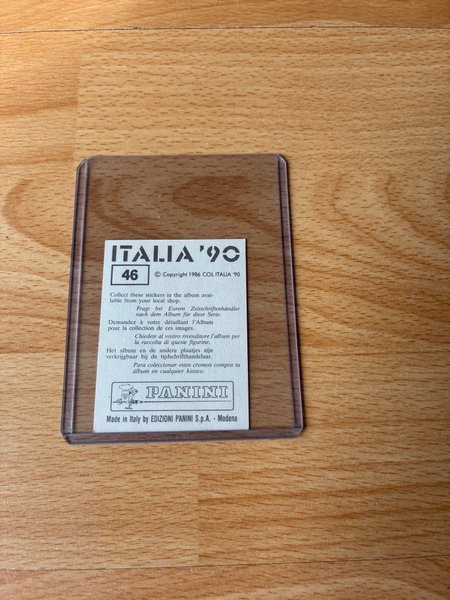 ITALIA '90
46
© Copyright 1986 COL ITALIA '90
Collect these stickers in the album avai-
lable from your local shop.
Fragt bei Eurem Zeitschriftenhändler
nach dem Album für diese Serie.
Demandez à votre détaillant l'Album
pour la collection de ces images.
Chiedete al vostro rivenditore l'album per
la raccolta di queste figurine.
Het album en de andere plaatjes zijn
verkrijgbaar bij de tijdschrifthandelaar.
Para coleccionar estos cromos compra tu
album en cualquier kiosco.
PANINI
Made in Italy by EDIZIONI PANINI S.p.A. - Modena